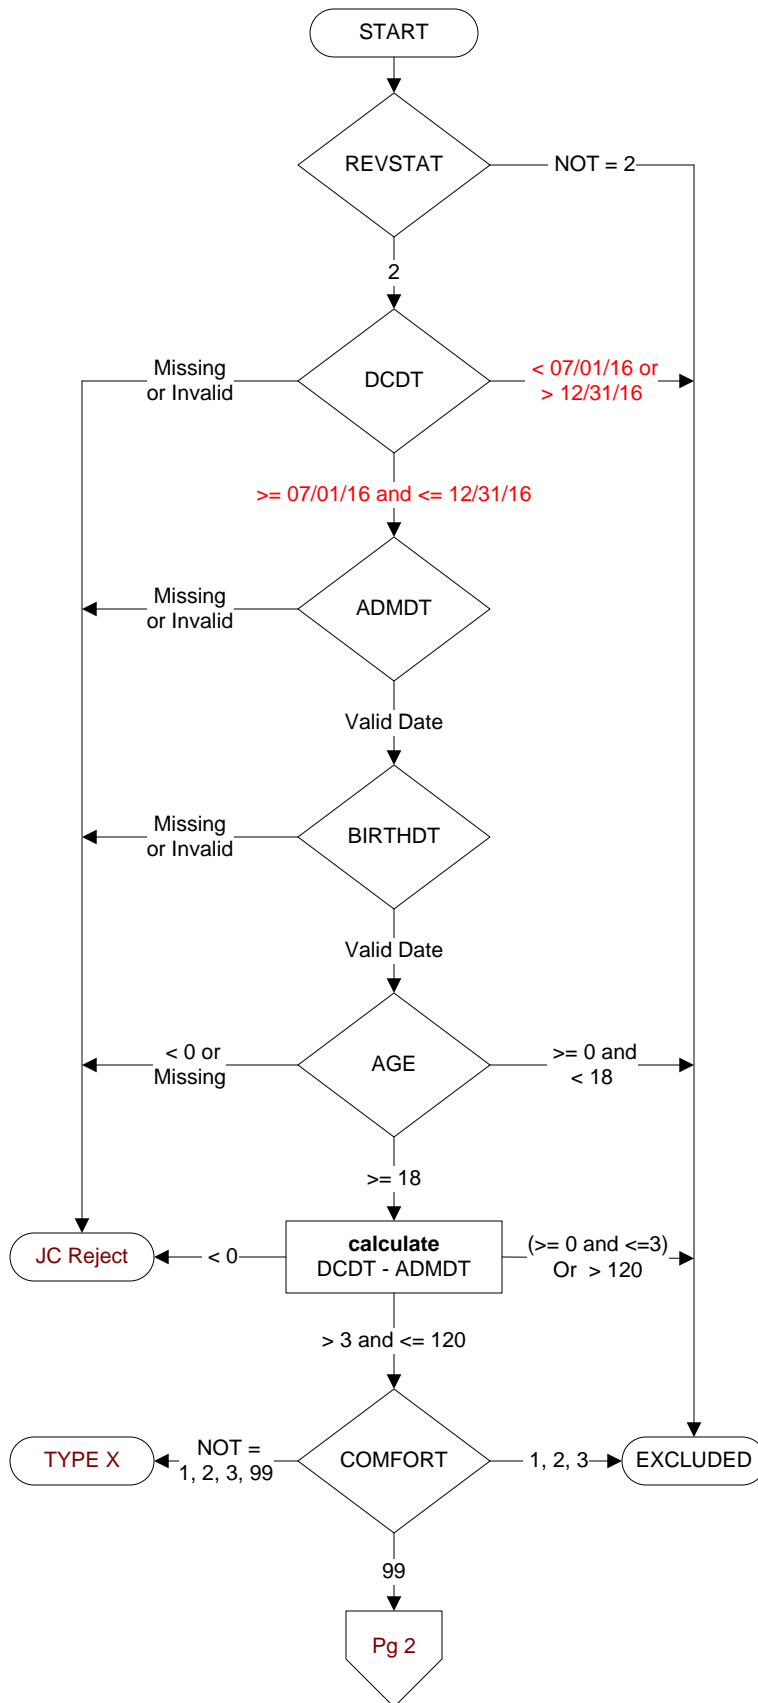 START
REVSTAT
NOT = 2
2
Missing
or Invalid
DCDT
< 07/01/16 or
> 12/31/16
>= 07/01/16 and <= 12/31/16
Missing
or Invalid
ADMDT
Valid Date
Missing
or Invalid
BIRTHDT
Valid Date
< 0 or
Missing
AGE
>= 0 and
< 18
>= 18
JC Reject
< 0
calculate
DCDT - ADMDT
(>= 0 and <=3)
Or > 120
> 3 and <= 120
TYPE X
NOT =
1, 2, 3, 99
COMFORT
1, 2, 3
EXCLUDED
99
Pg 2